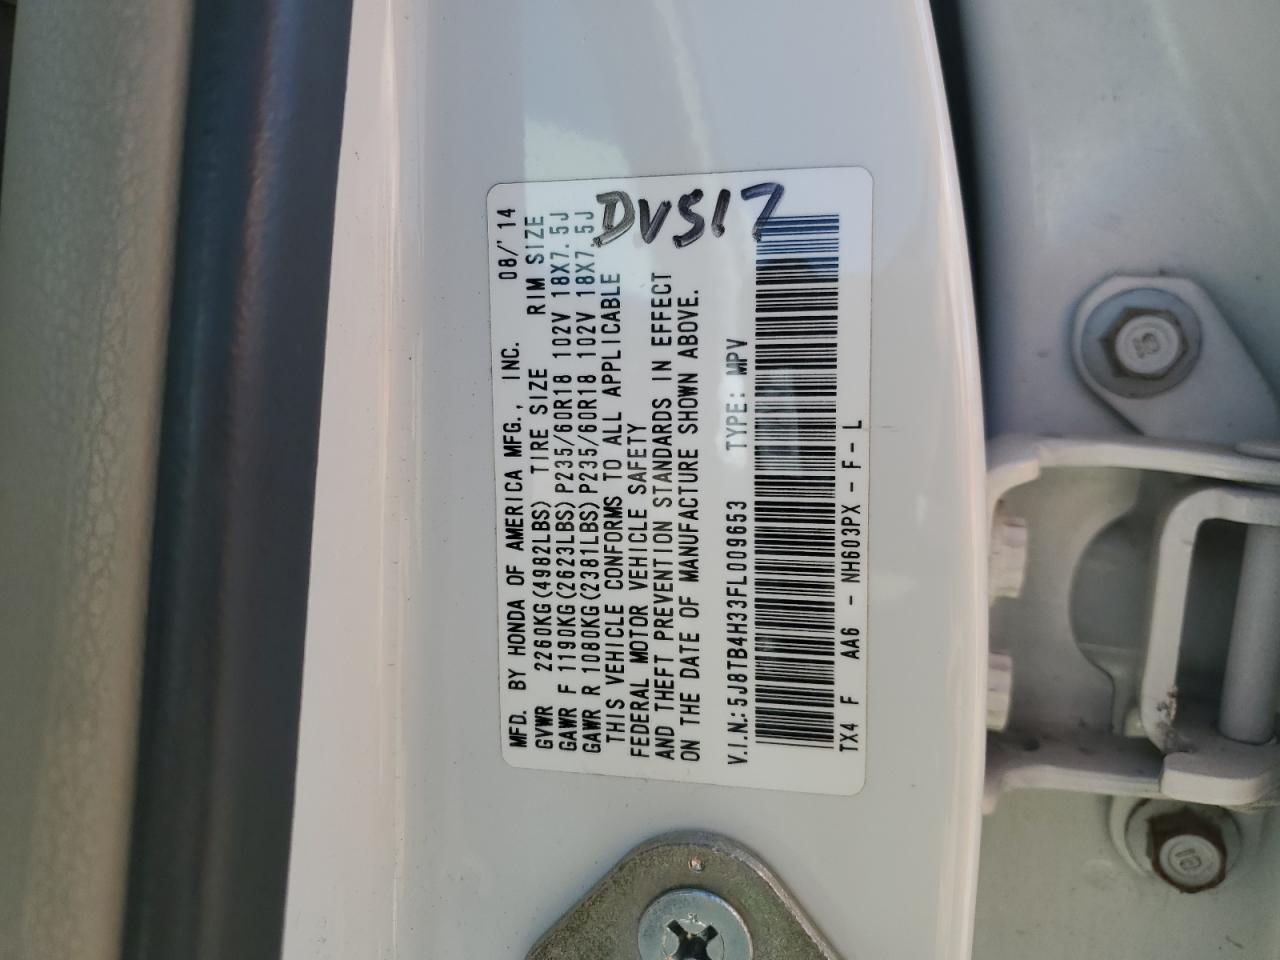 MFD. BY HONDA OF AMERICA MFG., INC. 08/'14
GVWR 2260KG(4982LBS) TIRE SIZE RIM SIZE
GAWR F 1190KG(2623LBS)P235/60R18 102V 18X7.5J
GAWR R 1080KG(2381LBS)P235/60R18 102V 18X7.5J
DVS17
THIS VEHICLE CONFORMS TO ALL APPLICABLE
FEDERAL MOTOR VEHICLE SAFETY
AND THEFT PREVENTION STANDARDS IN EFFECT
ON THE DATE OF MANUFACTURE SHOWN ABOVE.
V.I.N.:5J8TB4H33FL009653 TYPE: MPV
TX4 F AA6 - NH603PX - F - L